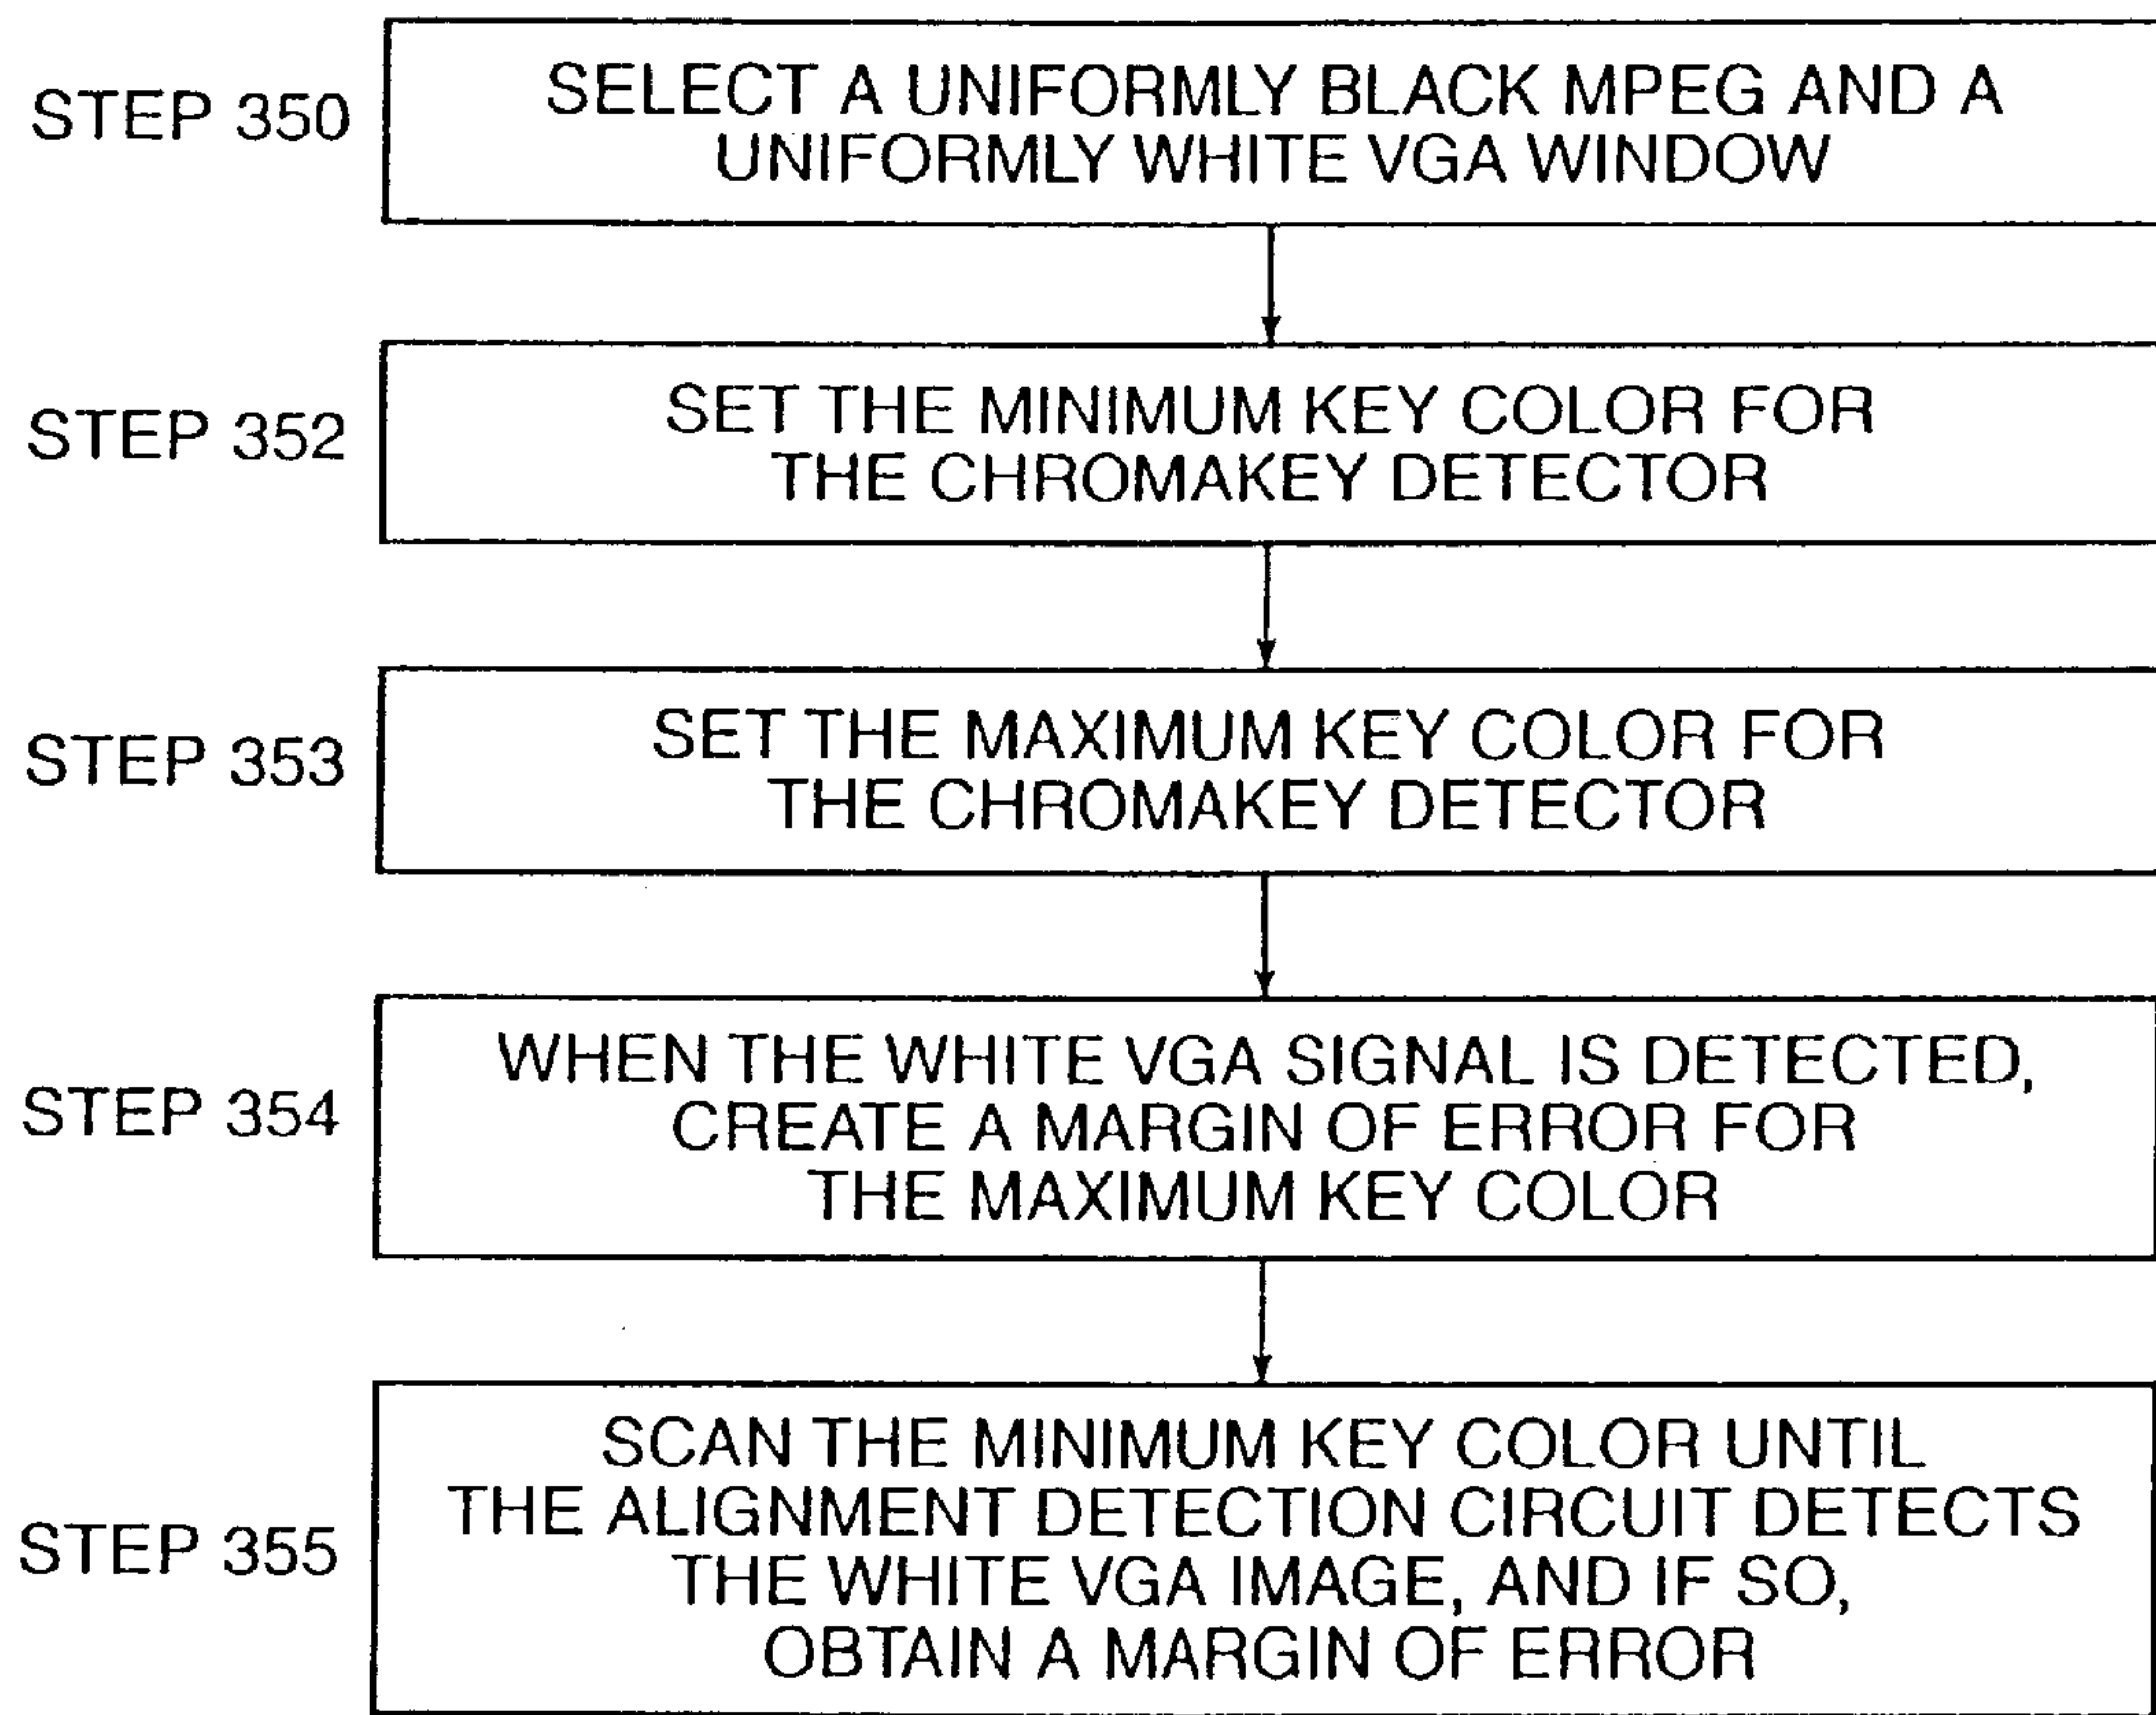 STEP 350
SELECT A UNIFORMLY BLACK MPEG AND A
UNIFORMLY WHITE VGA WINDOW
STEP 352
SET THE MINIMUM KEY COLOR FOR
THE CHROMAKEY DETECTOR
STEP 353
SET THE MAXIMUM KEY COLOR FOR
THE CHROMAKEY DETECTOR
STEP 354
WHEN THE WHITE VGA SIGNAL IS DETECTED,
CREATE A MARGIN OF ERROR FOR
THE MAXIMUM KEY COLOR
STEP 355
SCAN THE MINIMUM KEY COLOR UNTIL
THE ALIGNMENT DETECTION CIRCUIT DETECTS
THE WHITE VGA IMAGE, AND IF SO,
OBTAIN A MARGIN OF ERROR